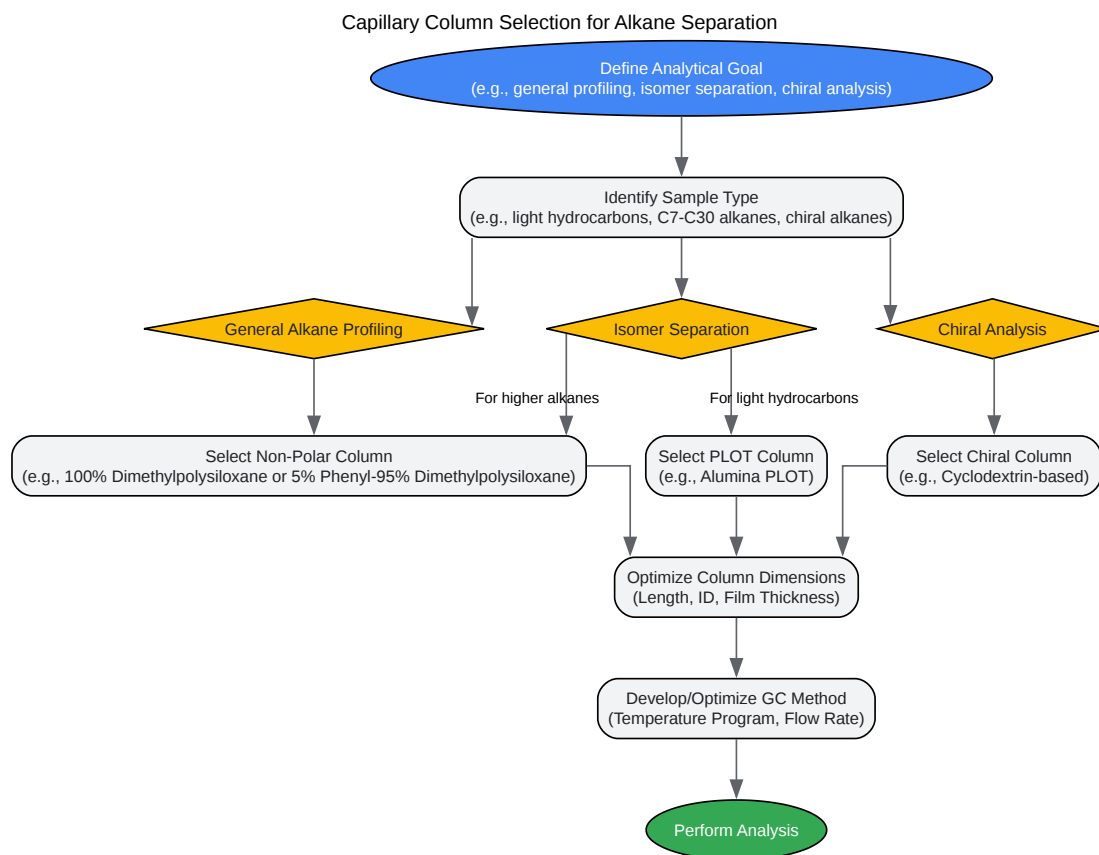 Capillary Column Selection for Alkane Separation
Define Analytical Goal
(e.g., general profiling, isomer separation, chiral analysis)
Identify Sample Type
(e.g., light hydrocarbons, C7-C30 alkanes, chiral alkanes)
General Alkane Profiling
Isomer Separation
Chiral Analysis
For higher alkanes
For light hydrocarbons
Select Non-Polar Column
(e.g., 100% Dimethylpolysiloxane or 5% Phenyl-95% Dimethylpolysiloxane)
Select PLOT Column
(e.g., Alumina PLOT)
Select Chiral Column
(e.g., Cyclodextrin-based)
Optimize Column Dimensions
(Length, ID, Film Thickness)
Develop/Optimize GC Method
(Temperature Program, Flow Rate)
Perform Analysis